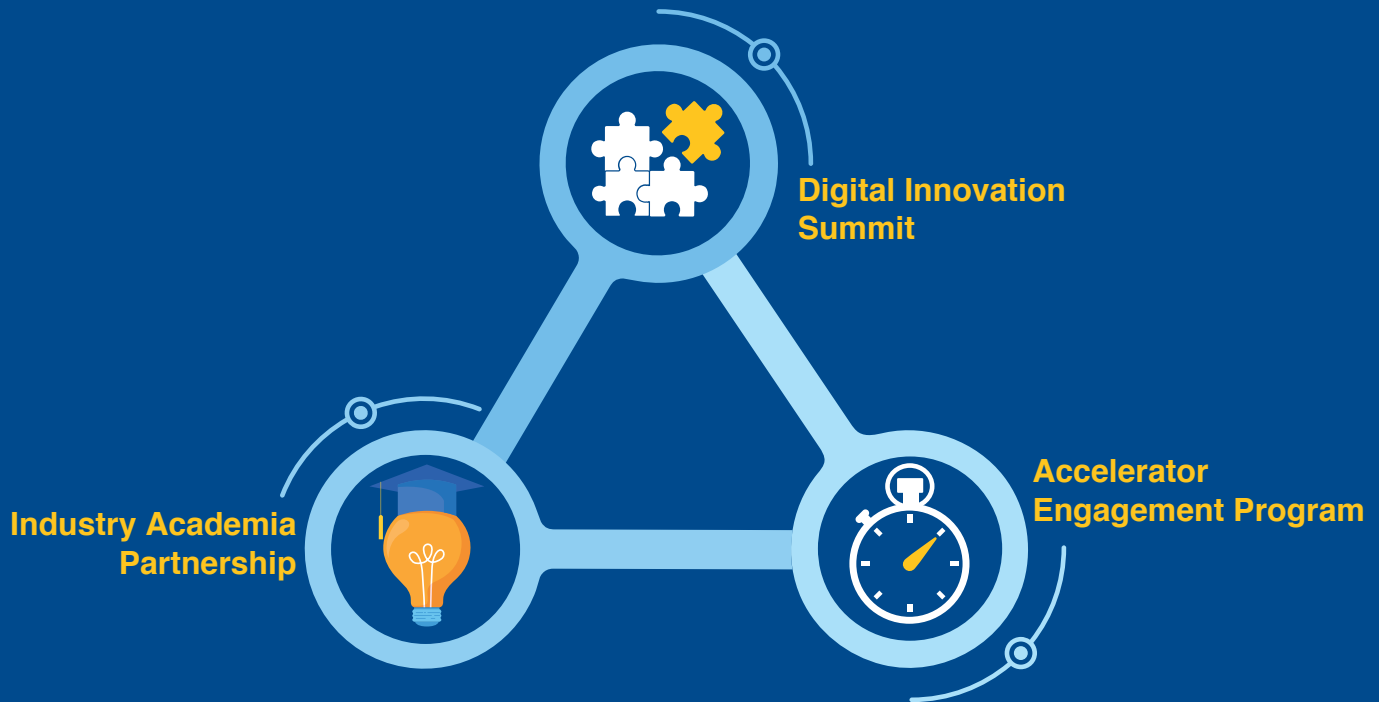 Digital Innovation
Summit
Accelerator
Engagement Program
Industry Academia
Partnership